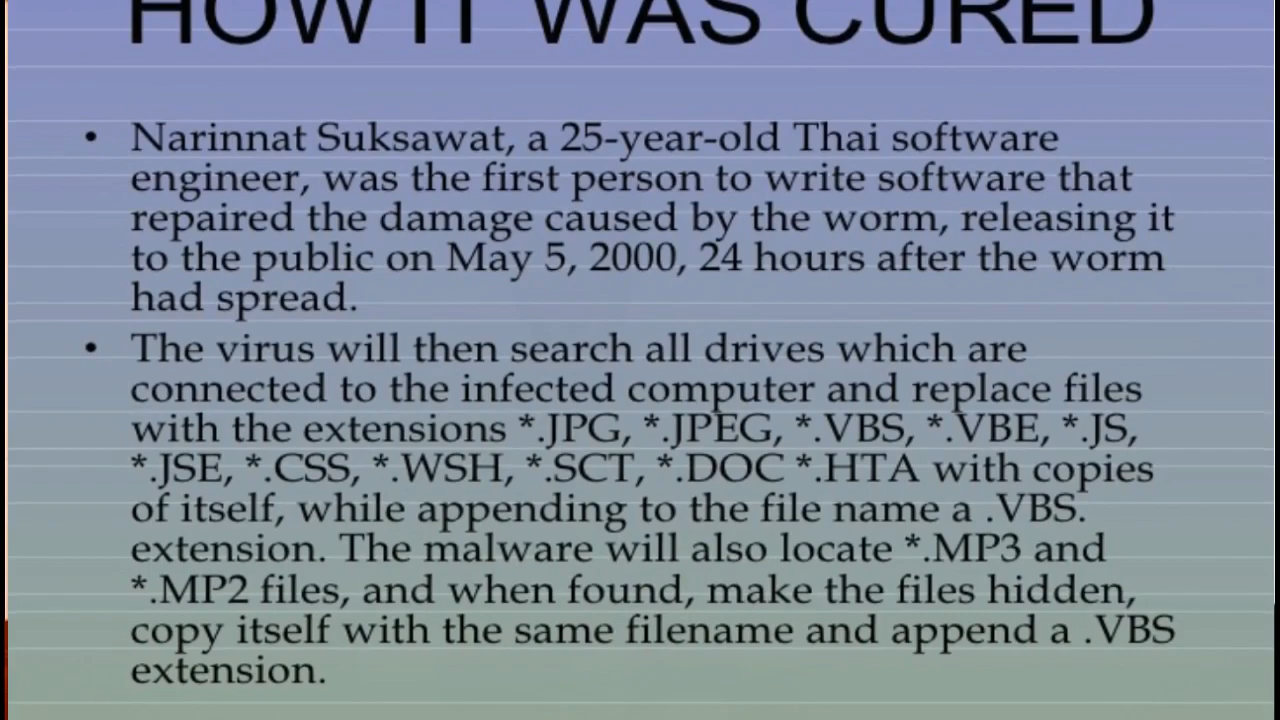 HOW IT WAS CURED
• Narinnat Suksawat, a 25-year-old Thai software
engineer, was the first person to write software that
repaired the damage caused by the worm, releasing it
to the public on May 5, 2000, 24 hours after the worm
had spread.
• The virus will then search all drives which are
connected to the infected computer and replace files
with the extensions *.JPG, *.JPEG, *.VBS, *.VBE, *.JS,
*.JSE, *.CSS, *.WSH, *.SCT, *.DOC *.HTA with copies
of itself, while appending to the file name a .VBS.
extension. The malware will also locate *.MP3 and
*.MP2 files, and when found, make the files hidden,
copy itself with the same filename and append a .VBS
extension.